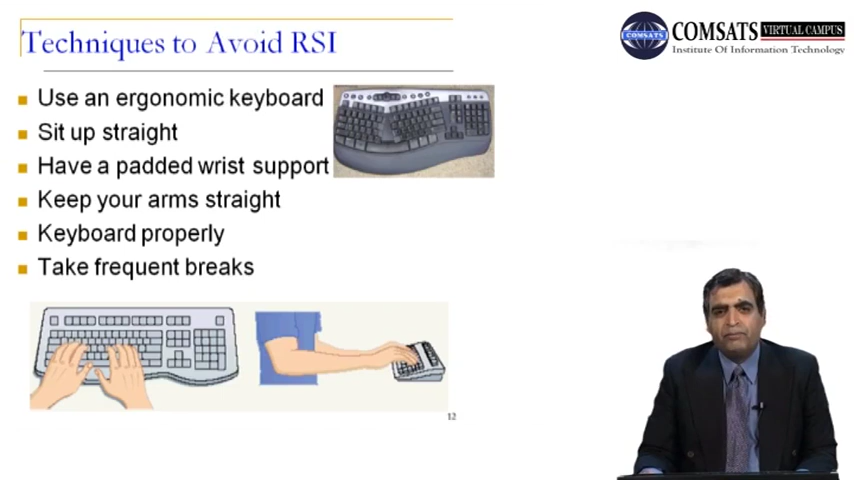 Techniques to Avoid RSI
COMSATS VIRTUAL CAMPUS
COMSATS
Institute Of Information Technology
Use an ergonomic keyboard
Sit up straight
Have a padded wrist support
Keep your arms straight
Keyboard properly
Take frequent breaks
12